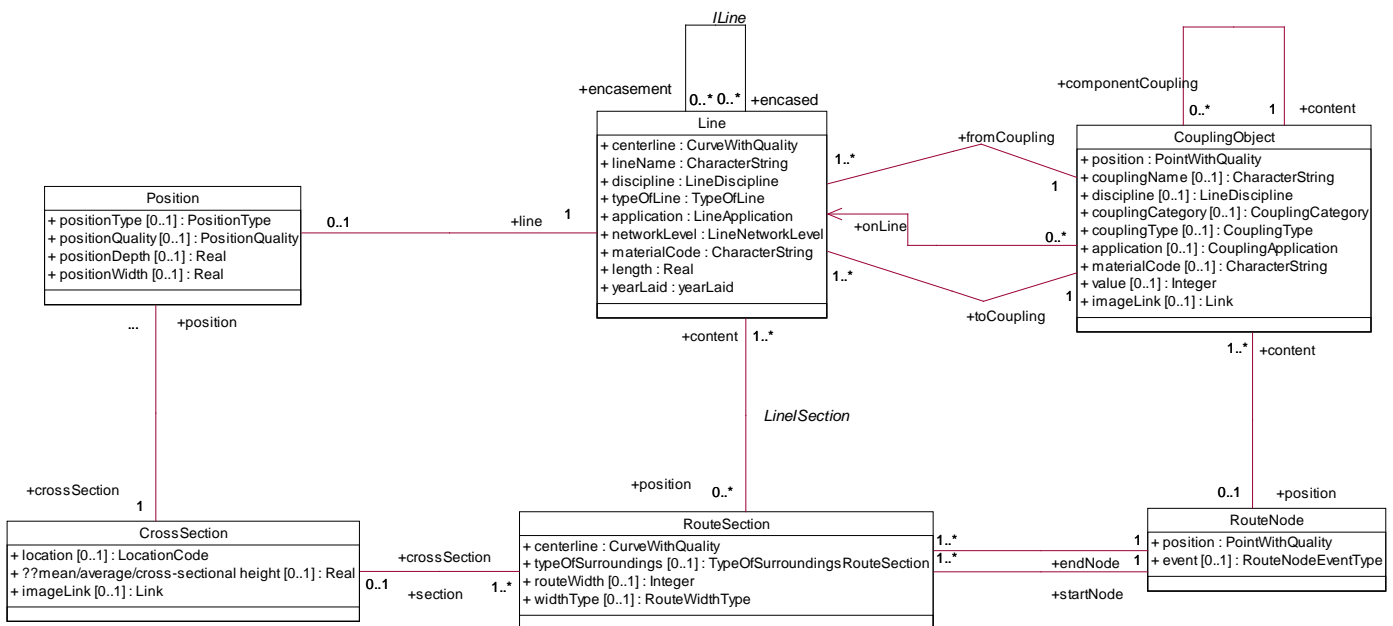 ILine
+encasement
0..* 0..*
+encased
Line
+ centerline : CurveWithQuality
+ lineName : CharacterString
+ discipline : LineDiscipline
+ typeOfLine : TypeOfLine
+ application : LineApplication
+ networkLevel : LineNetworkLevel
+ materialCode : CharacterString
+ length : Real
+ yearLaid : yearLaid
+componentCoupling
0..*
1
+content
CouplingObject
+ position : PointWithQuality
+ couplingName [0..1] : CharacterString
+ discipline [0..1] : LineDiscipline
+ couplingCategory [0..1] : CouplingCategory
+ couplingType [0..1] : CouplingType
+ application [0..1] : CouplingApplication
+ materialCode [0..1] : CharacterString
+ value [0..1] : Integer
+ imageLink [0..1] : Link
+fromCoupling
1..*
1
+onLine
0..*
1..*
1
+toCoupling
Position
+ positionType [0..1] : PositionType
+ positionQuality [0..1] : PositionQuality
+ positionDepth [0..1] : Real
+ positionWidth [0..1] : Real
0..1
+line
1
...
+position
+content
1..*
1..*
+content
LinelSection
+crossSection
1
+position
0..*
0..1
+position
CrossSection
+ location [0..1] : LocationCode
+ ??mean/average/cross-sectional height [0..1] : Real
+ imageLink [0..1] : Link
+crossSection
0..1
+section
1..*
RouteSection
+ centerline : CurveWithQuality
+ typeOfSurroundings [0..1] : TypeOfSurroundingsRouteSection
+ routeWidth [0..1] : Integer
+ widthType [0..1] : RouteWidthType
1..*
1
1..*
+endNode
1
+startNode
RouteNode
+ position : PointWithQuality
+ event [0..1] : RouteNodeEventType